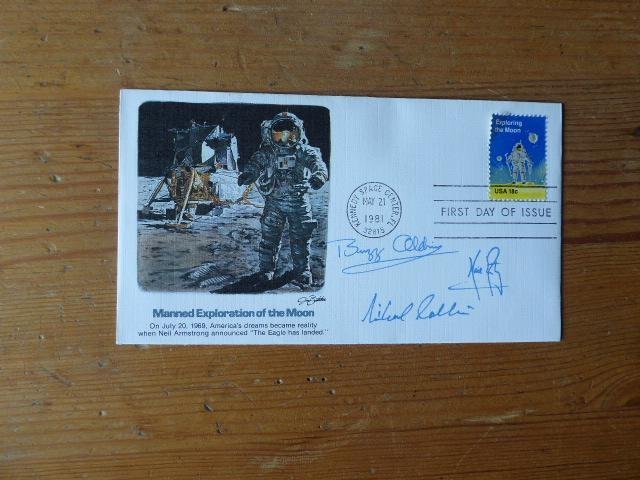 Exploring
the Moon
USA 18c
KENNEDY SPACE CENTER, FL
MAY 21
1981
32815
FIRST DAY OF ISSUE
Buzz Aldrin
Michael Collins
Manned Exploration of the Moon
On July 20, 1969, America's dreams became reality
when Neil Armstrong announced "The Eagle has landed."